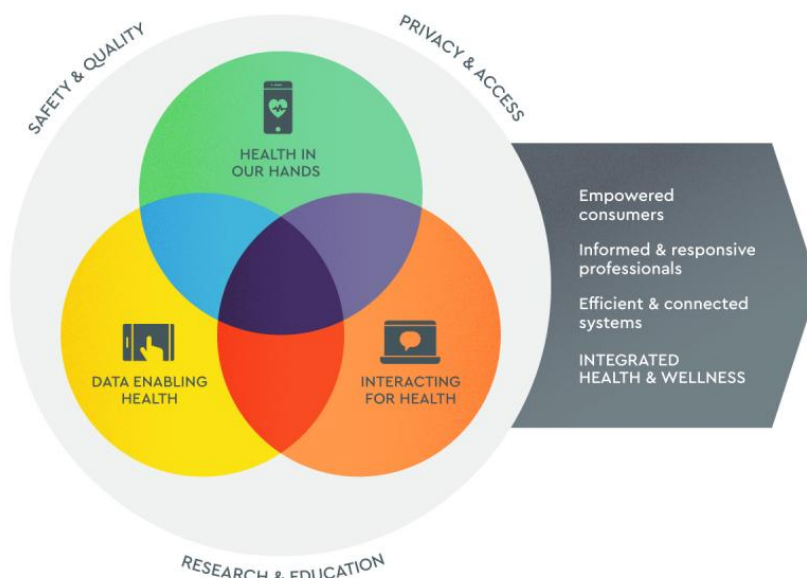 SAFETY & QUALITY
PRIVACY & ACCESS
HEALTH IN
OUR HANDS
DATA ENABLING
HEALTH
INTERACTING
FOR HEALTH
Empowered
consumers
Informed & responsive
professionals
Efficient & connected
systems
INTEGRATED
HEALTH & WELLNESS
RESEARCH & EDUCATION